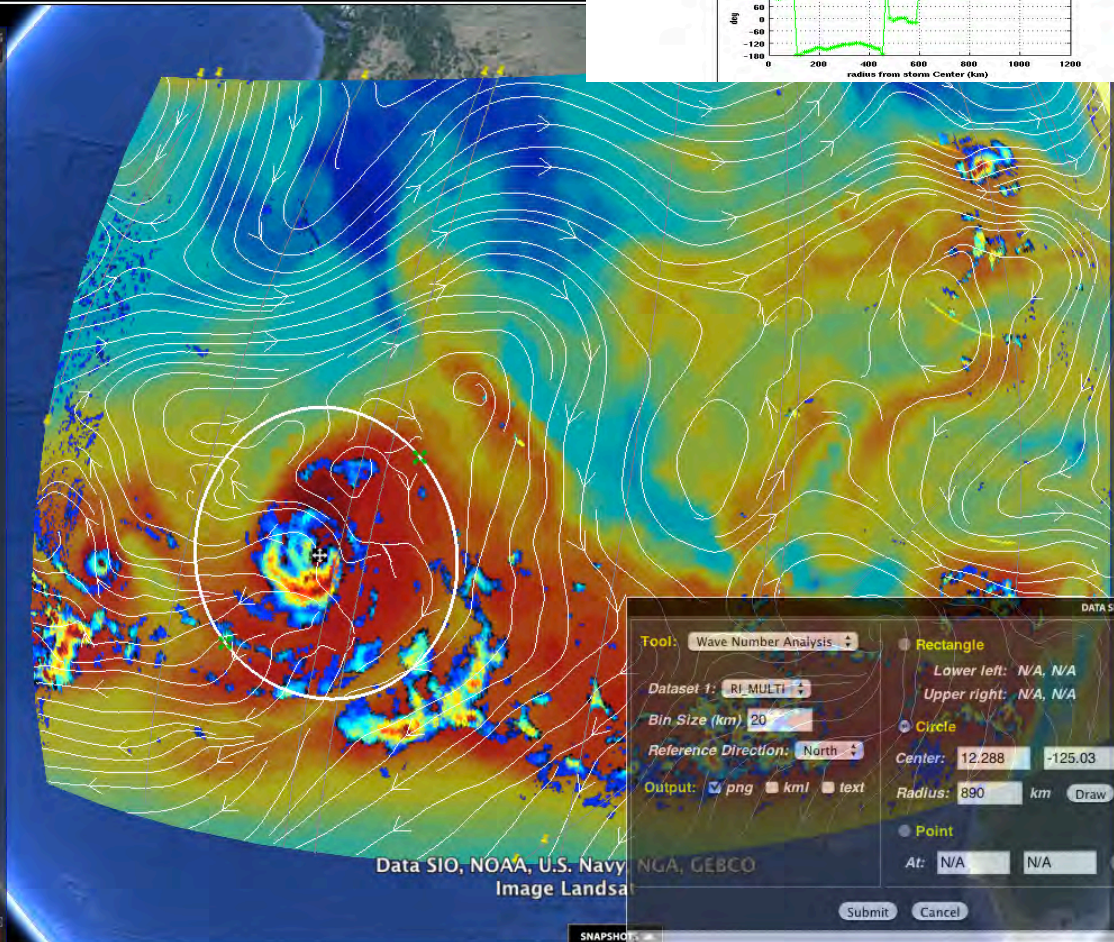 60
0
-60
-120
-180
deg
0 200 400 600 800 1000 1200
radius from storm Center (km)
DATA S
Tool: Wave Number Analysis
Dataset 1: RI_MULTI
Bin Size (km) 20
Reference Direction: North
Output: png kml text
Rectangle
Lower left: N/A, N/A
Upper right: N/A, N/A
Circle
Center: 12.288 -125.03
Radius: 890 km Draw
Point
At: N/A N/A
Submit Cancel
Data SIO, NOAA, U.S. Navy, NGA, GEBCO
Image Landsat
SNAPSHOTS